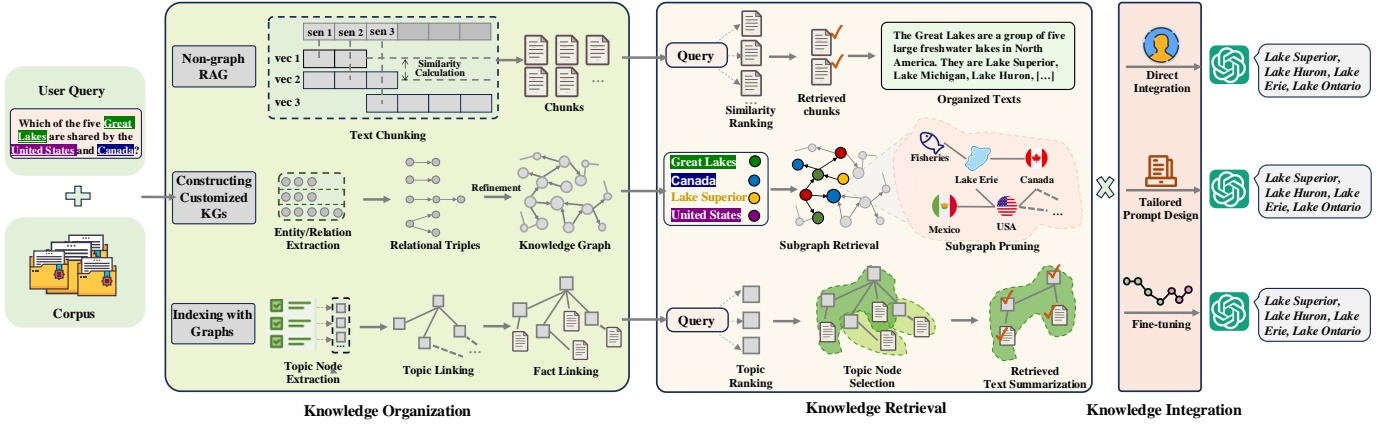 User Query
Which of the five Great
Lakes are shared by the
United States and Canada?
Corpus
Non-graph
RAG
sen 1 sen 2 sen 3
vec 1
vec 2
vec 3
Similarity
Calculation
Text Chunking
...
Chunks
Constructing
Customized
KGs
Entity/Relation
Extraction
Relational Triples
Refinement
Knowledge Graph
Indexing with
Graphs
Topic Node
Extraction
...
Topic Linking
Fact Linking
Knowledge Organization
Query
...
Similarity
Ranking
Retrieved
chunks
The Great Lakes are a group of five
large freshwater lakes in North
America. They are Lake Superior,
Lake Michigan, Lake Huron, [...]
Organized Texts
Great Lakes
Canada
Lake Superior
United States
Subgraph Retrieval
Fisheries
Lake Erie
Canada
Mexico
USA
...
Subgraph Pruning
Query
Topic
Ranking
Topic Node
Selection
Retrieved
Text Summarization
Knowledge Retrieval
Direct
Integration
Tailored
Prompt Design
Fine-tuning
Knowledge Integration
Lake Superior,
Lake Huron, Lake
Erie, Lake Ontario
Lake Superior,
Lake Huron, Lake
Erie, Lake Ontario
Lake Superior,
Lake Huron, Lake
Erie, Lake Ontario